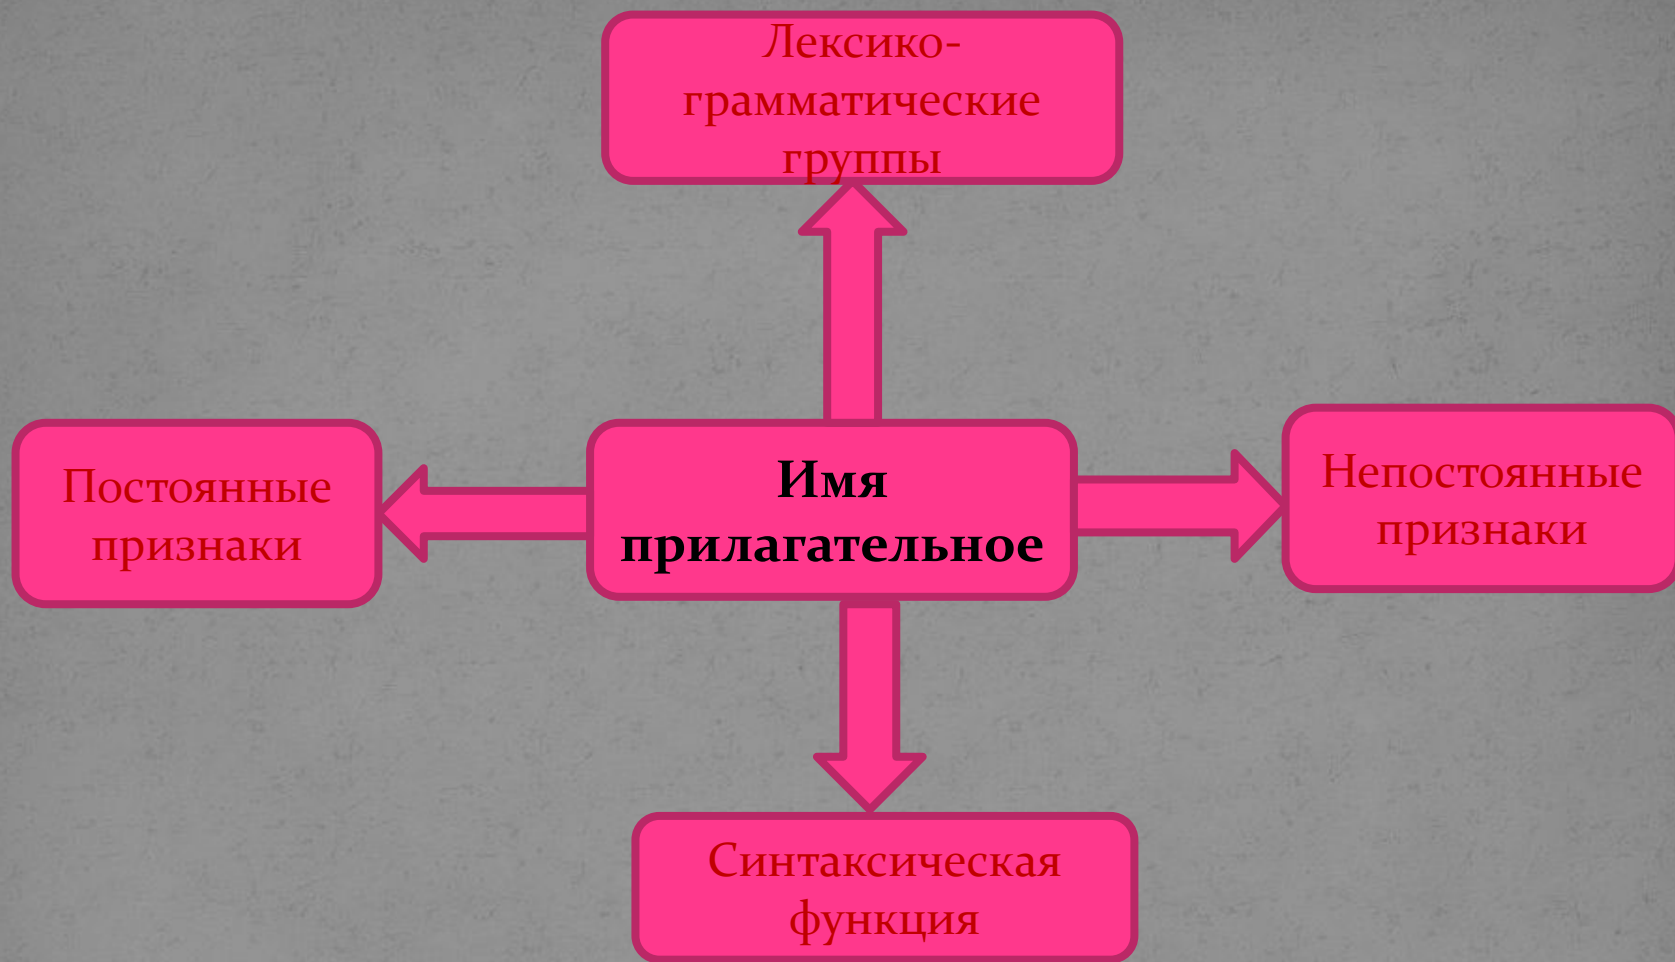 Лексико-
грамматические
группы
Постоянные
признаки
Имя
прилагательное
Непостоянные
признаки
Синтаксическая
функция